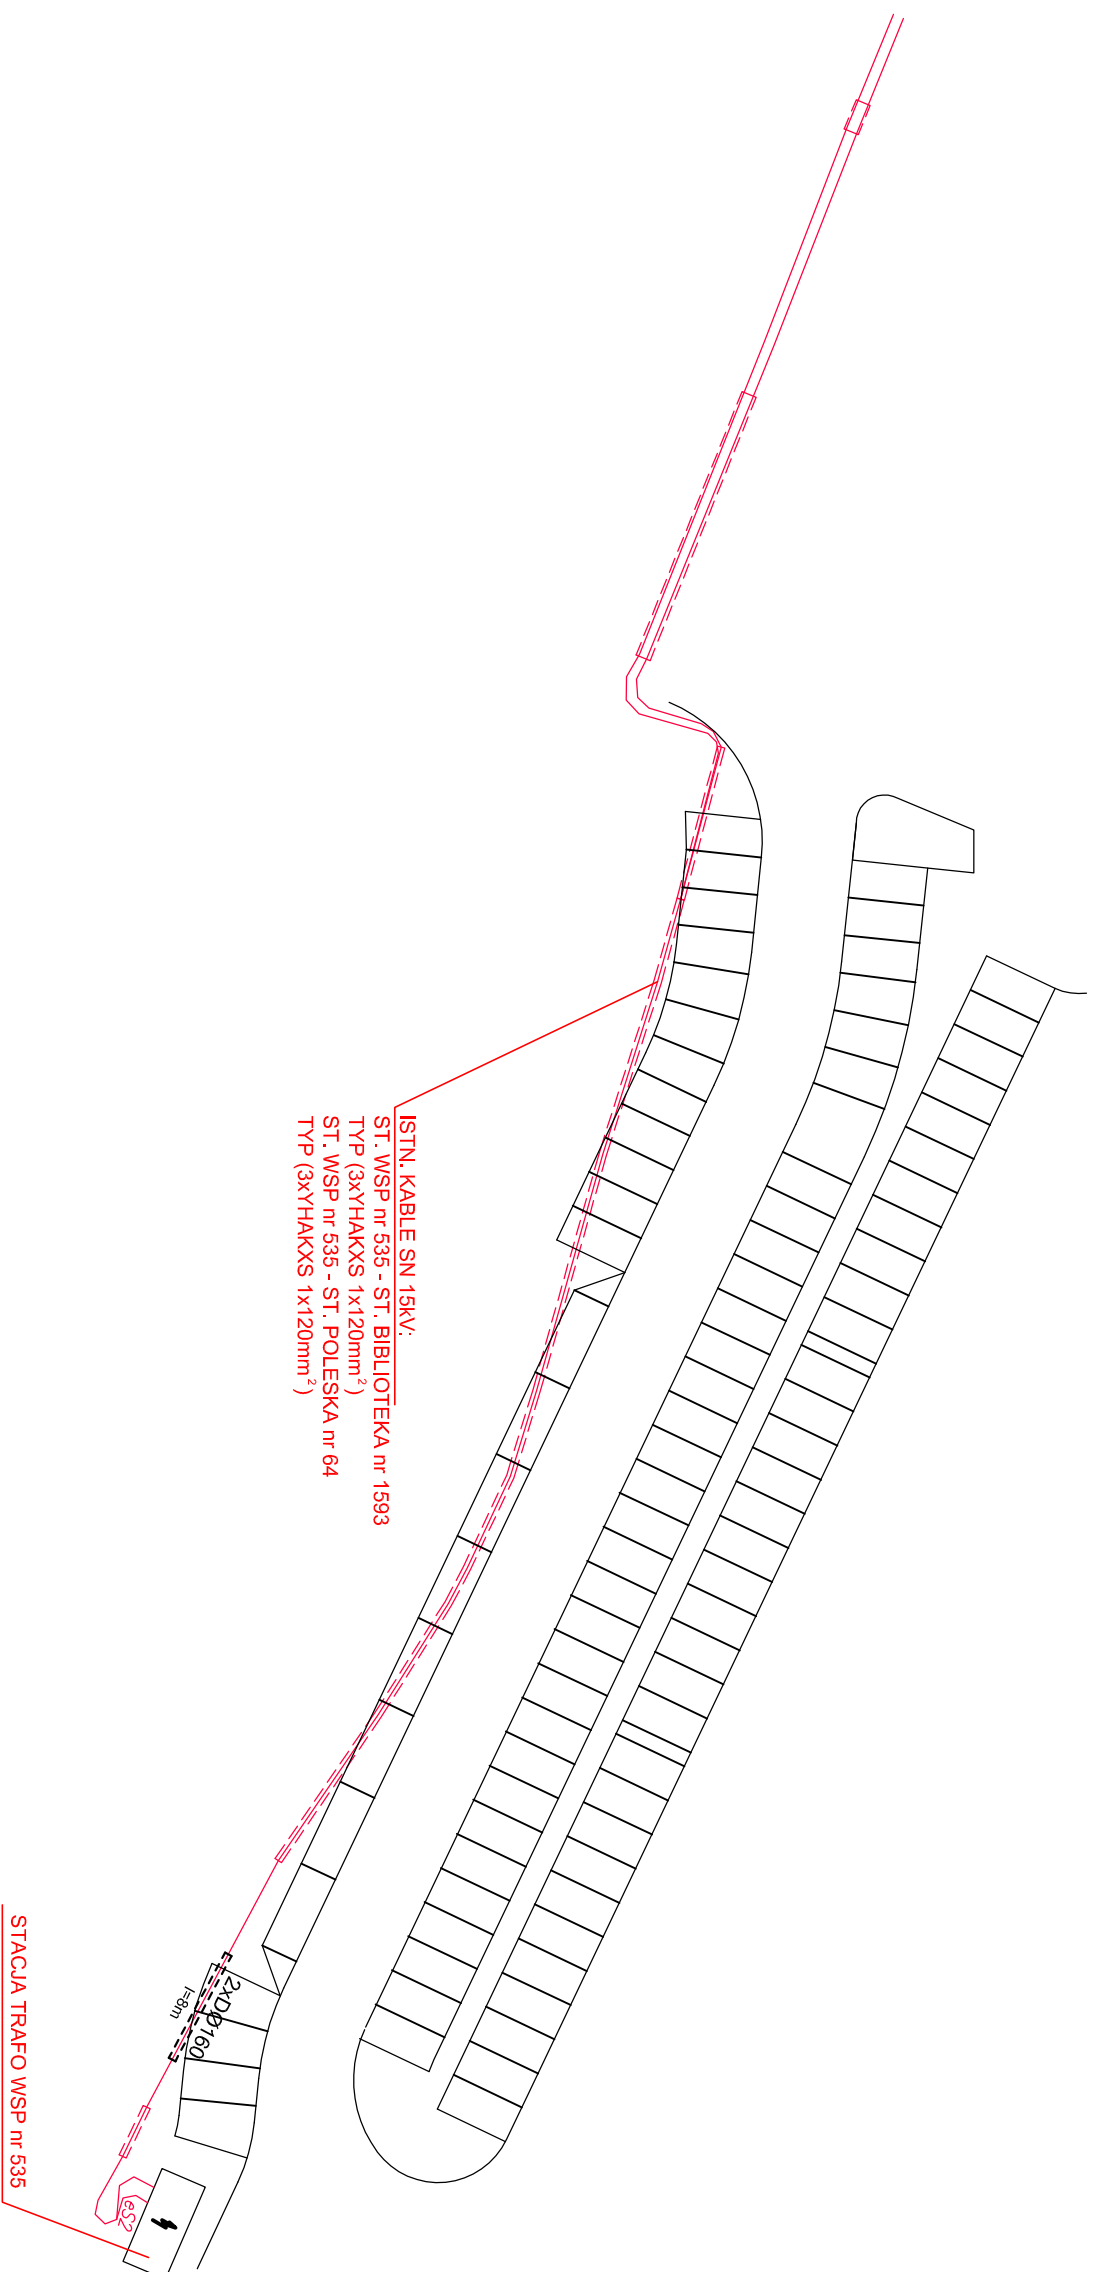 ISTN. KABLE SN 15kV:
ST. WSP nr 535 - ST. BIBLIOTEKA nr 1593
TYP (3xYHAKXS 1x120mm²)
ST. WSP nr 535 - ST. POLESKA nr 64
TYP (3xYHAKXS 1x120mm²)
2xDØ160
l=8m
eS2
STACJA TRAFO WSP nr 535